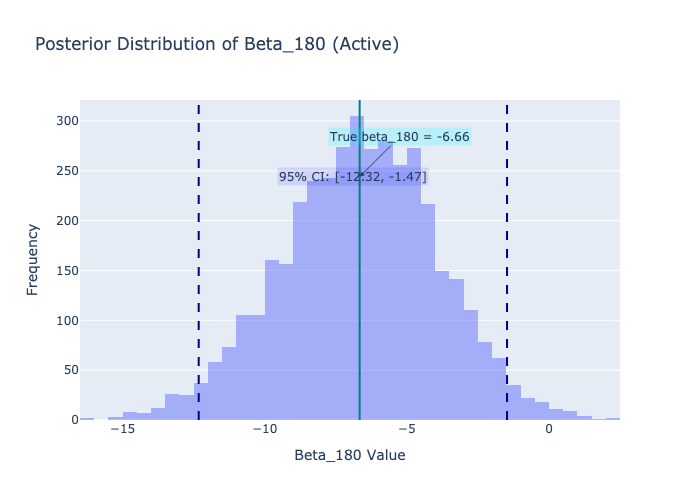 Posterior Distribution of Beta_180 (Active)
300
True beta_180 = -6.66
250
95% CI: [-12.32, -1.47]
200
Frequency
150
100
50
0
−15
−10
−5
0
Beta_180 Value